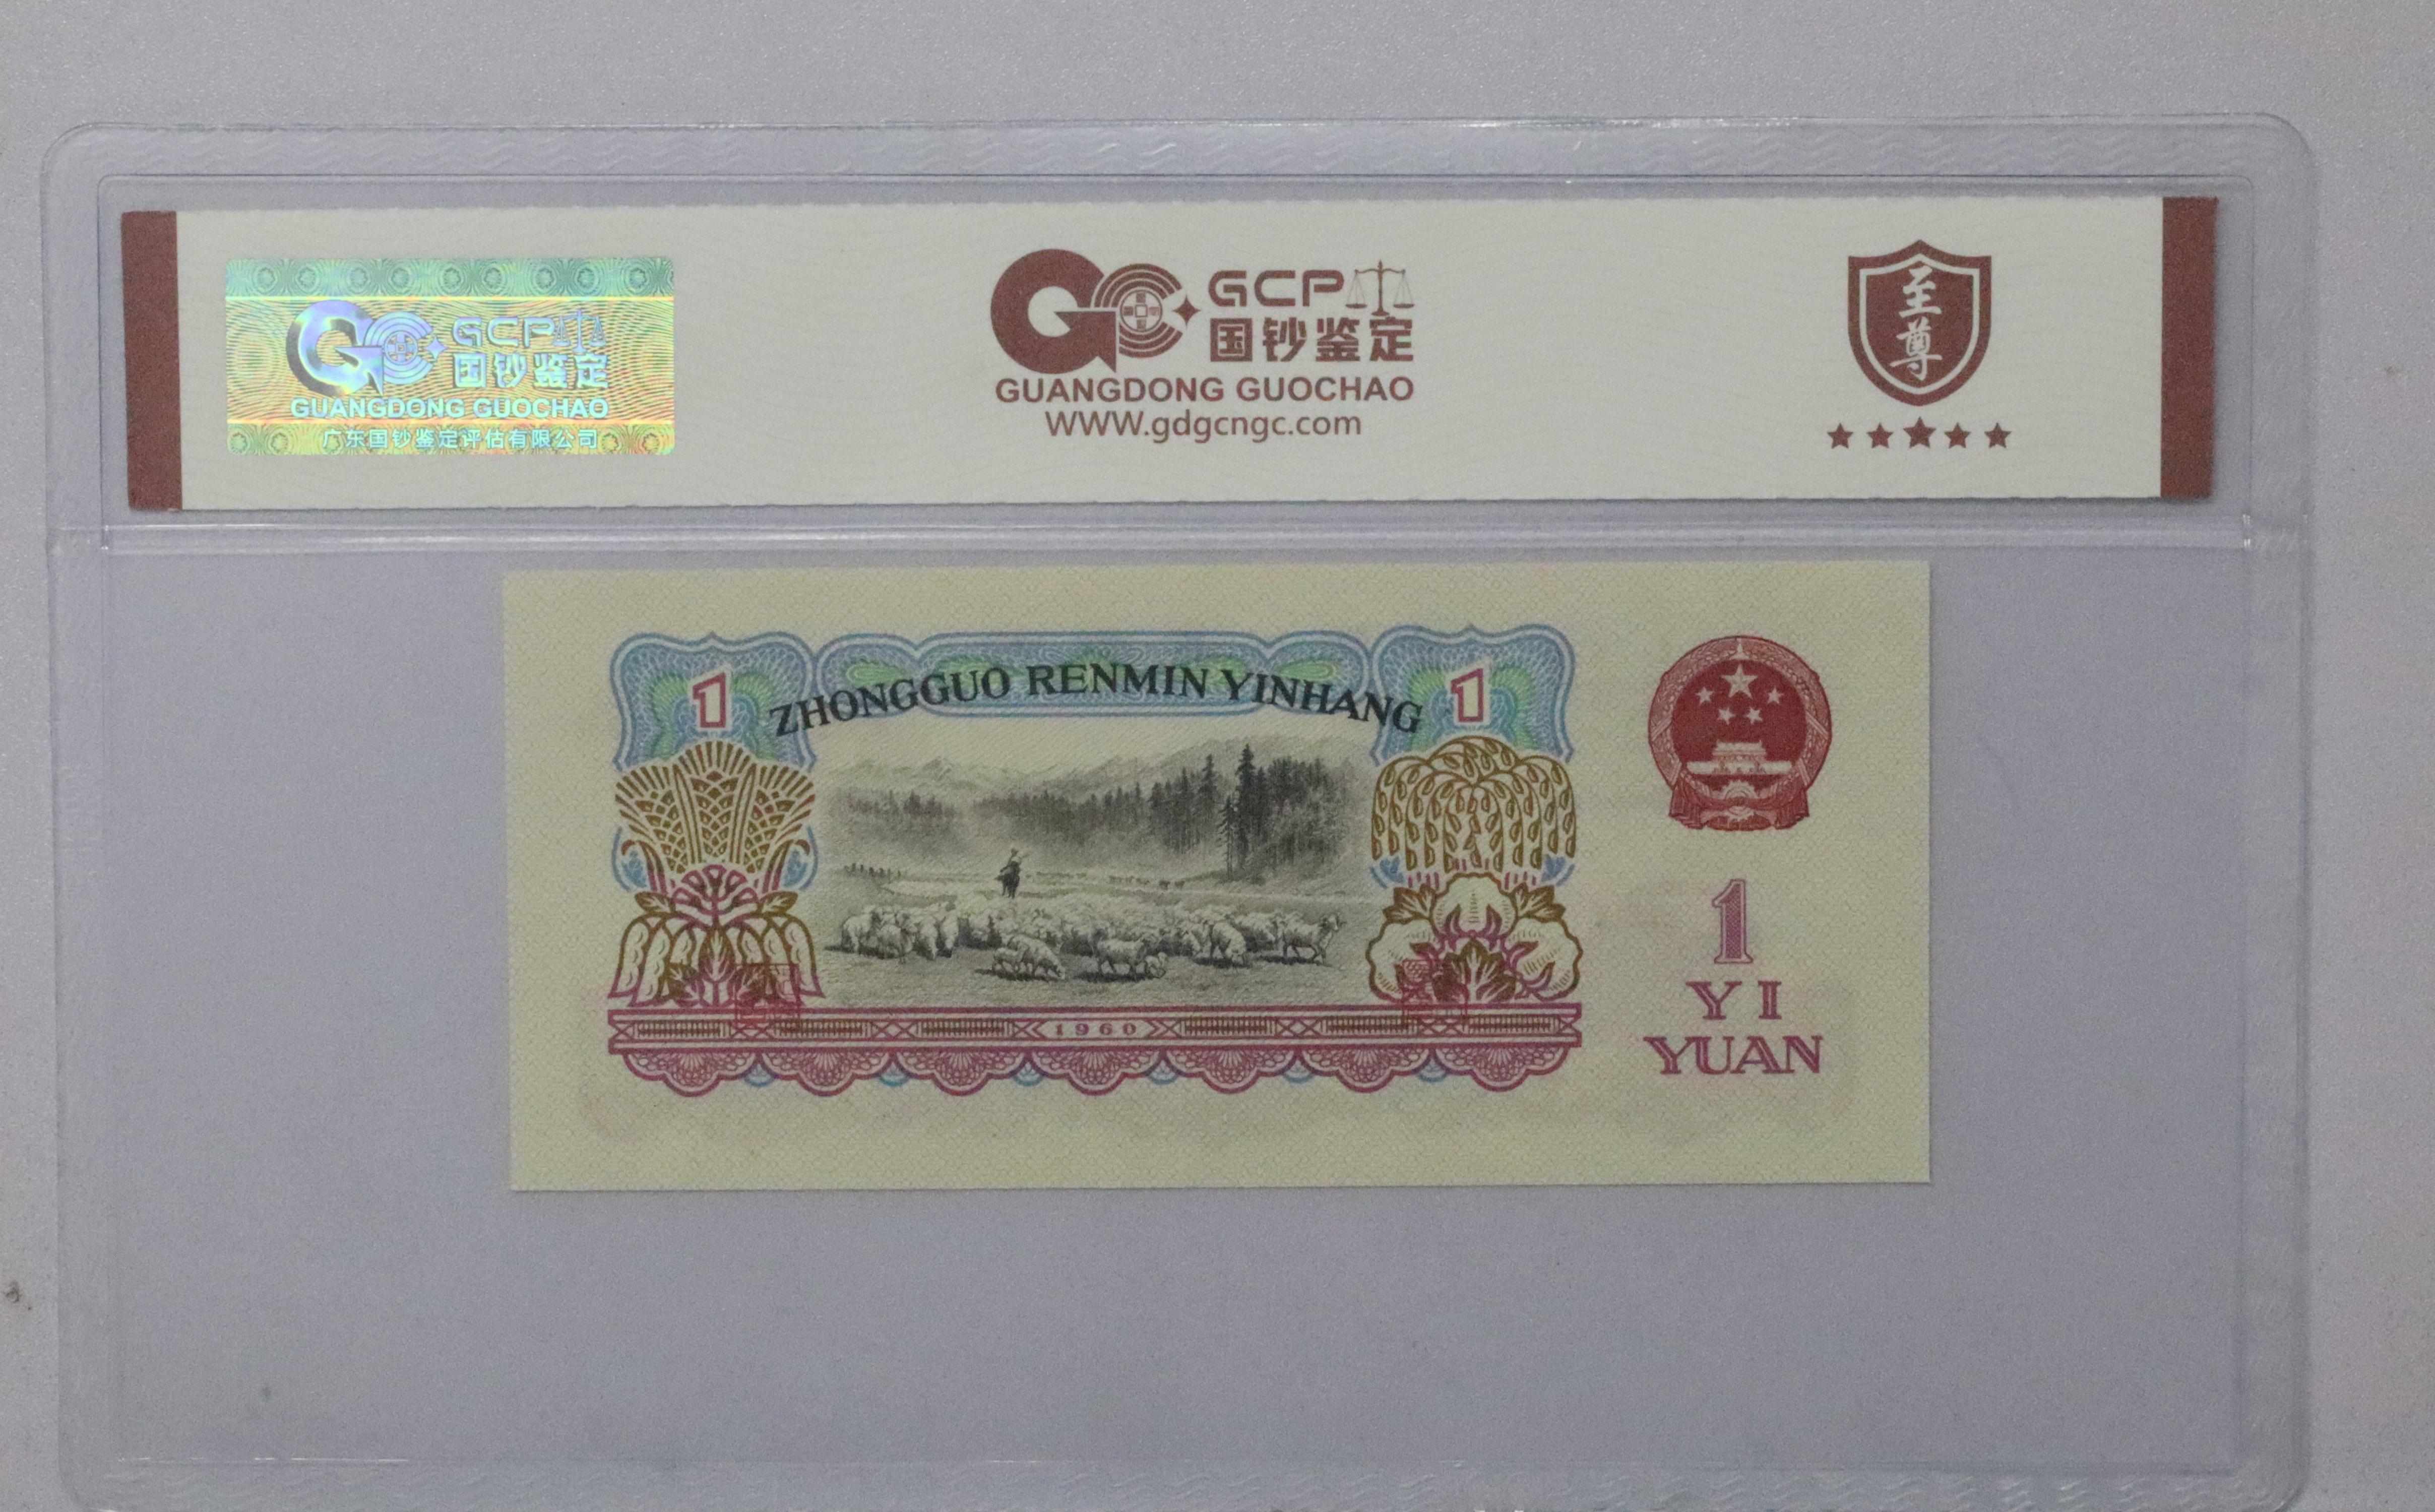 GCP
国钞鉴定
GUANGDONG GUOCHAO
广东国钞鉴定评估有限公司
GCP
国钞鉴定
GUANGDONG GUOCHAO
WWW.gdgcngc.com
至尊
ZHONGGUO RENMIN YINHANG
1
1
1960
1
YI
YUAN